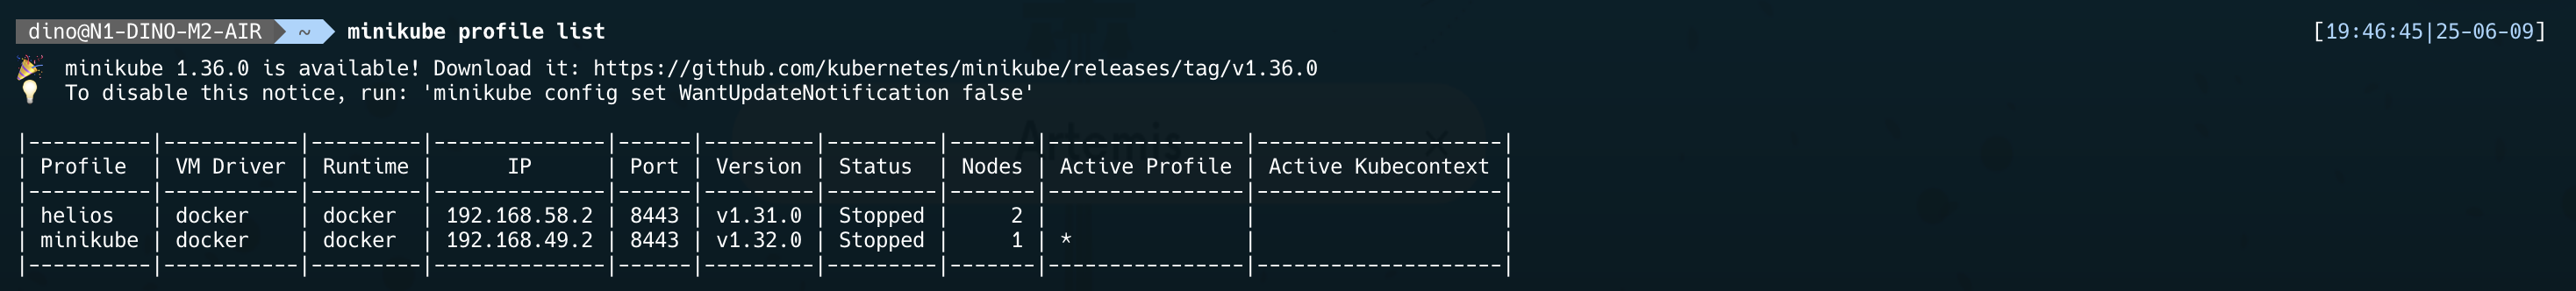 dino@N1-DINO-M2-AIR ~ minikube profile list [19:46:45|25-06-09]
🎉 minikube 1.36.0 is available! Download it: https://github.com/kubernetes/minikube/releases/tag/v1.36.0
💡 To disable this notice, run: 'minikube config set WantUpdateNotification false'
Artemis
|----------|-----------|---------|--------------|------|---------|---------|-------|----------------|--------------------|
| Profile | VM Driver | Runtime | IP | Port | Version | Status | Nodes | Active Profile | Active Kubecontext |
|----------|-----------|---------|--------------|------|---------|---------|-------|----------------|--------------------|
| helios | docker | docker | 192.168.58.2 | 8443 | v1.31.0 | Stopped | 2 | | |
| minikube | docker | docker | 192.168.49.2 | 8443 | v1.32.0 | Stopped | 1 | * | |
|----------|-----------|---------|--------------|------|---------|---------|-------|----------------|--------------------|